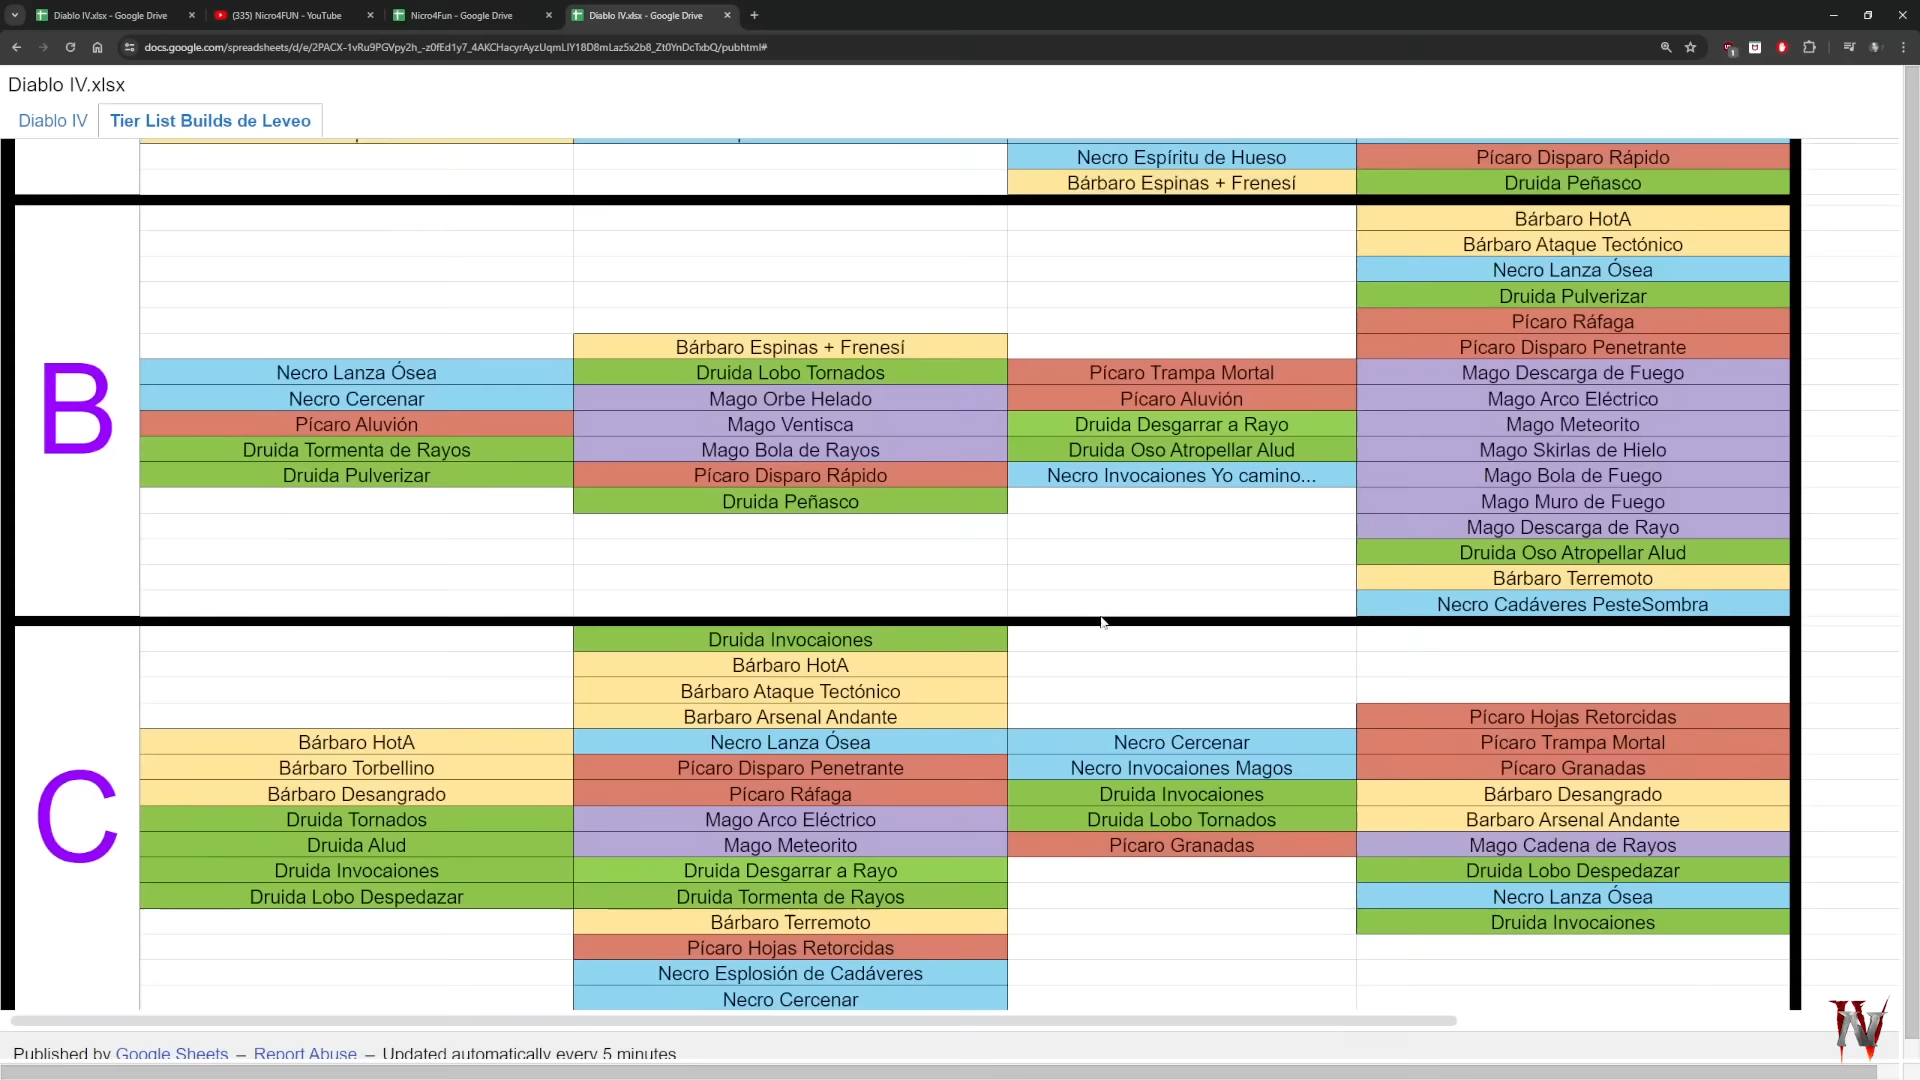 Diablo IV.xlsx - Google Drive
(335) Nicro4FUN - YouTube
Nicro4Fun - Google Drive
Diablo IV.xlsx - Google Drive
docs.google.com/spreadsheets/d/e/2PACX-1vRu9PGVpy2h_-z0fEd1y7_4AKCHacyrAyzUqmLIY18D8mLaz5x2b8_Zt0YnDcTxbQ/pubhtml#
Diablo IV.xlsx
Diablo IV
Tier List Builds de Leveo
Necro Espíritu de Hueso
Pícaro Disparo Rápido
Bárbaro Espinas + Frenesí
Druida Peñasco
B
Necro Lanza Ósea
Necro Cercenar
Pícaro Aluvión
Druida Tormenta de Rayos
Druida Pulverizar
Bárbaro Espinas + Frenesí
Druida Lobo Tornados
Mago Orbe Helado
Mago Ventisca
Mago Bola de Rayos
Pícaro Disparo Rápido
Druida Peñasco
Pícaro Trampa Mortal
Pícaro Aluvión
Druida Desgarrar a Rayo
Druida Oso Atropellar Alud
Necro Invocaiones Yo camino...
Bárbaro HotA
Bárbaro Ataque Tectónico
Necro Lanza Ósea
Druida Pulverizar
Pícaro Ráfaga
Pícaro Disparo Penetrante
Mago Descarga de Fuego
Mago Arco Eléctrico
Mago Meteorito
Mago Skirlas de Hielo
Mago Bola de Fuego
Mago Muro de Fuego
Mago Descarga de Rayo
Druida Oso Atropellar Alud
Bárbaro Terremoto
Necro Cadáveres PesteSombra
C
Bárbaro HotA
Bárbaro Torbellino
Bárbaro Desangrado
Druida Tornados
Druida Alud
Druida Invocaiones
Druida Lobo Despedazar
Druida Invocaiones
Bárbaro HotA
Bárbaro Ataque Tectónico
Barbaro Arsenal Andante
Necro Lanza Ósea
Pícaro Disparo Penetrante
Pícaro Ráfaga
Mago Arco Eléctrico
Mago Meteorito
Druida Desgarrar a Rayo
Druida Tormenta de Rayos
Bárbaro Terremoto
Pícaro Hojas Retorcidas
Necro Esplosión de Cadáveres
Necro Cercenar
Necro Cercenar
Necro Invocaiones Magos
Druida Invocaiones
Druida Lobo Tornados
Pícaro Granadas
Pícaro Hojas Retorcidas
Pícaro Trampa Mortal
Pícaro Granadas
Bárbaro Desangrado
Barbaro Arsenal Andante
Mago Cadena de Rayos
Druida Lobo Despedazar
Necro Lanza Ósea
Druida Invocaiones
IV
Published by Google Sheets – Report Abuse – Updated automatically every 5 minutes